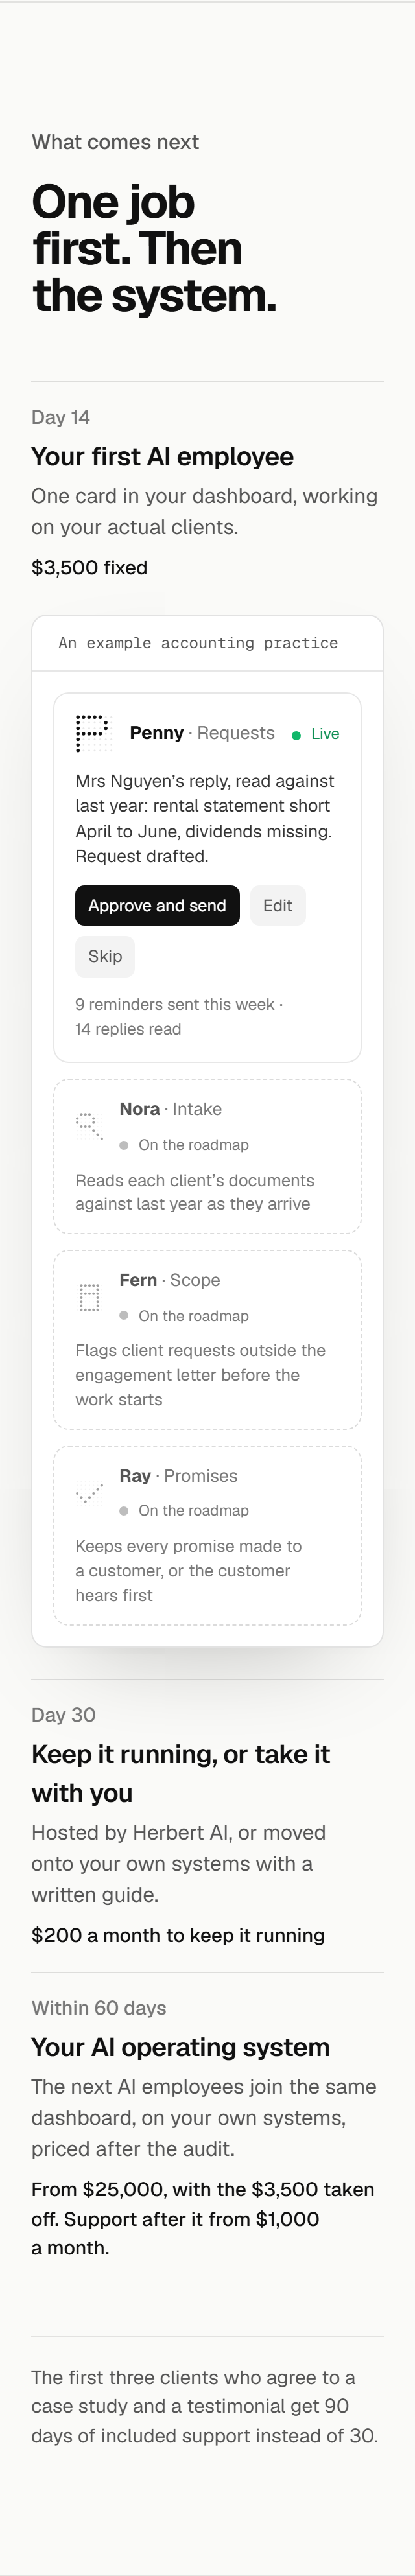 What comes next
One job
first. Then
the system.
Day 14
Your first AI employee
One card in your dashboard, working
on your actual clients.
$3,500 fixed
An example accounting practice
Penny · Requests
Live
Mrs Nguyen’s reply, read against
last year: rental statement short
April to June, dividends missing.
Request drafted.
Approve and send
Edit
Skip
9 reminders sent this week ·
14 replies read
Nora · Intake
On the roadmap
Reads each client’s documents
against last year as they arrive
Fern · Scope
On the roadmap
Flags client requests outside the
engagement letter before the
work starts
Ray · Promises
On the roadmap
Keeps every promise made to
a customer, or the customer
hears first
Day 30
Keep it running, or take it
with you
Hosted by Herbert AI, or moved
onto your own systems with a
written guide.
$200 a month to keep it running
Within 60 days
Your AI operating system
The next AI employees join the same
dashboard, on your own systems,
priced after the audit.
From $25,000, with the $3,500 taken
off. Support after it from $1,000
a month.
The first three clients who agree to a
case study and a testimonial get 90
days of included support instead of 30.